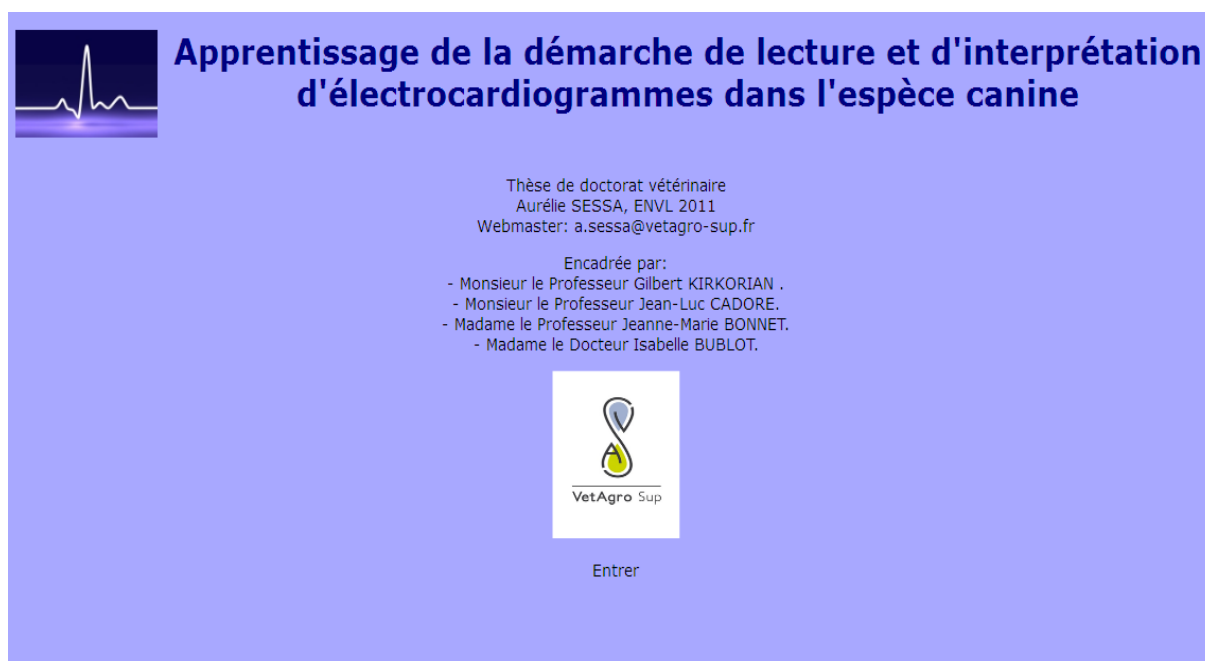 Apprentissage de la démarche de lecture et d'interprétation
d'électrocardiogrammes dans l'espèce canine
Thèse de doctorat vétérinaire
Aurélie SESSA, ENVL 2011
Webmaster: a.sessa@vetagro-sup.fr
Encadrée par:
- Monsieur le Professeur Gilbert KIRKORIAN .
- Monsieur le Professeur Jean-Luc CADORE.
- Madame le Professeur Jeanne-Marie BONNET.
- Madame le Docteur Isabelle BUBLOT.
VetAgro Sup
Entrer